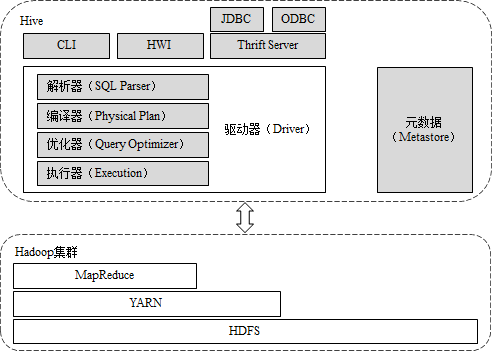 Hive
JDBC
ODBC
CLI
HWI
Thrift Server
解析器（SQL Parser）
编译器（Physical Plan）
优化器（Query Optimizer）
执行器（Execution）
驱动器（Driver）
元数据
（Metastore）
Hadoop集群
MapReduce
YARN
HDFS